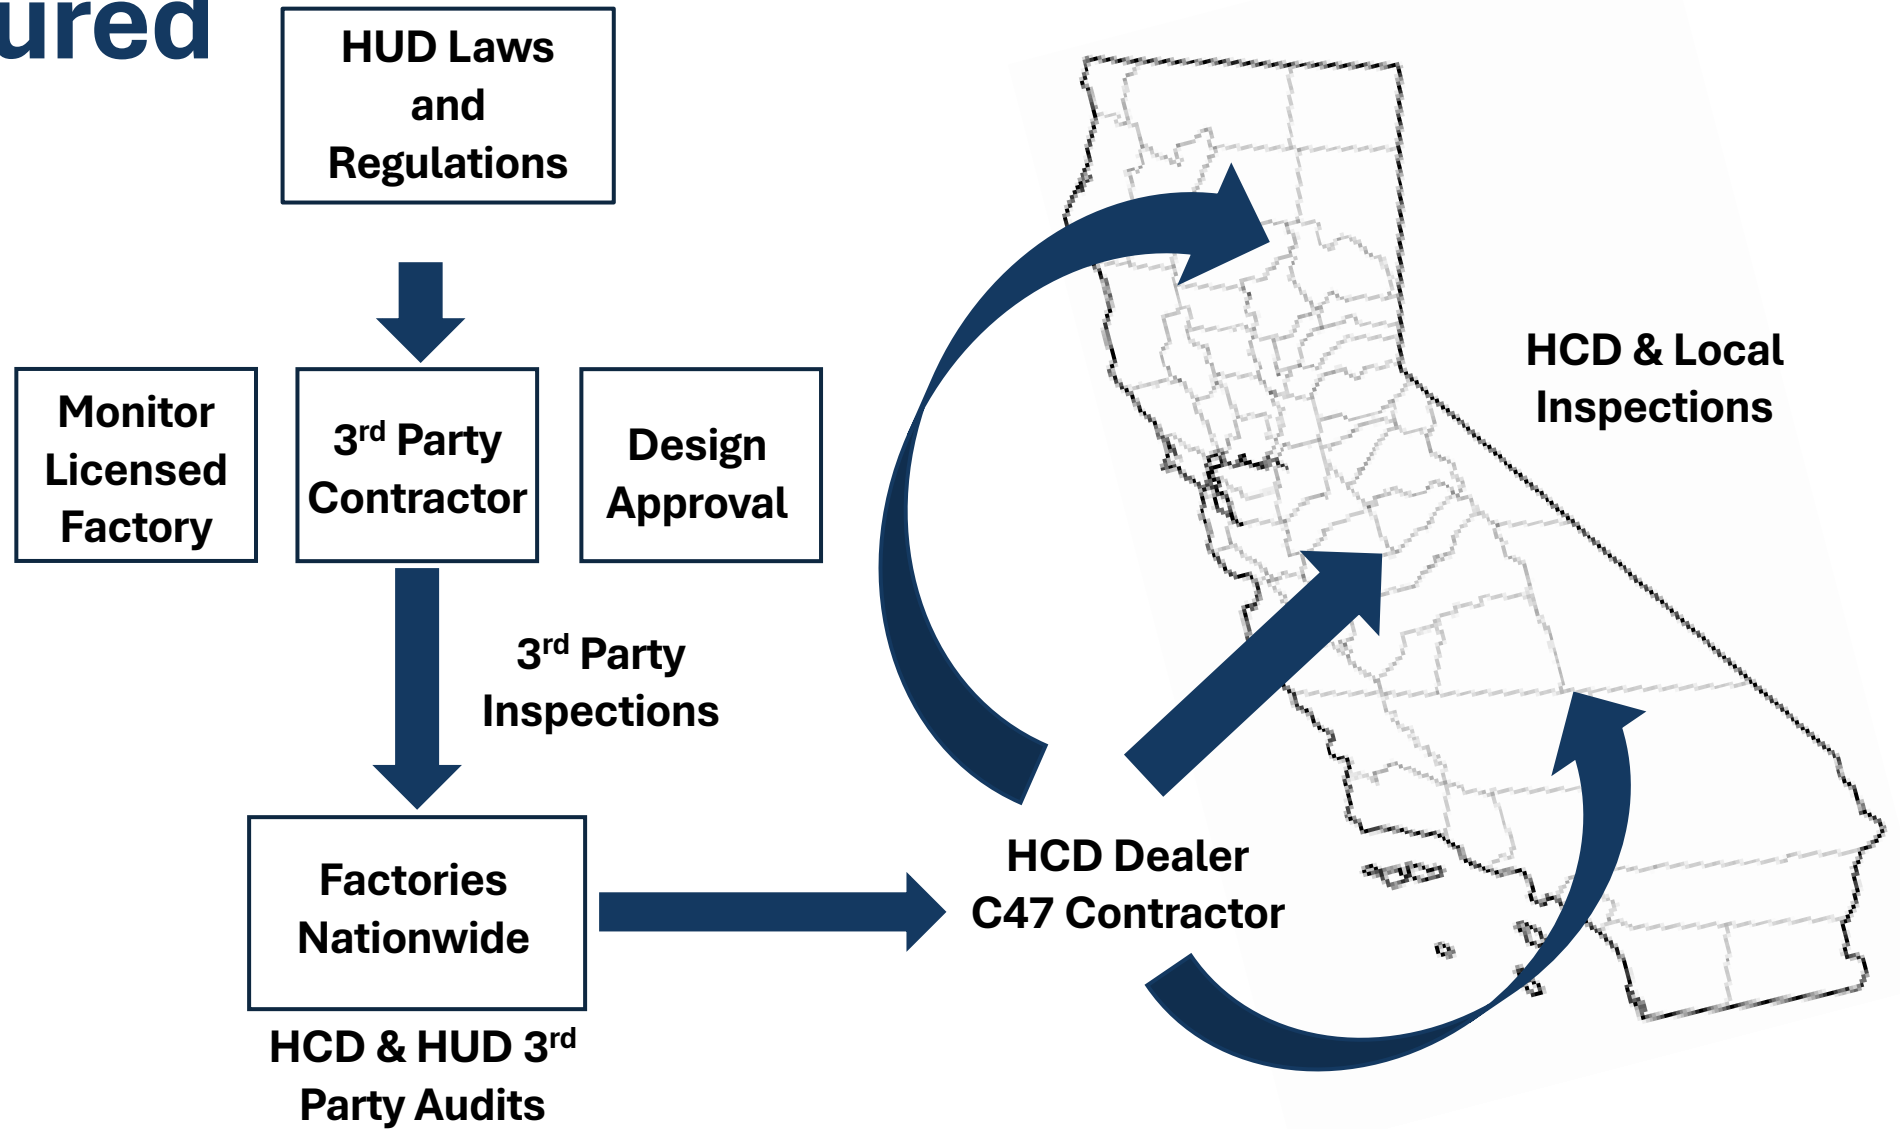 ured
HUD Laws
and
Regulations
Monitor
Licensed
Factory
3rd Party
Contractor
Design
Approval
3rd Party
Inspections
Factories
Nationwide
HCD & HUD 3rd
Party Audits
HCD Dealer
C47 Contractor
HCD & Local
Inspections